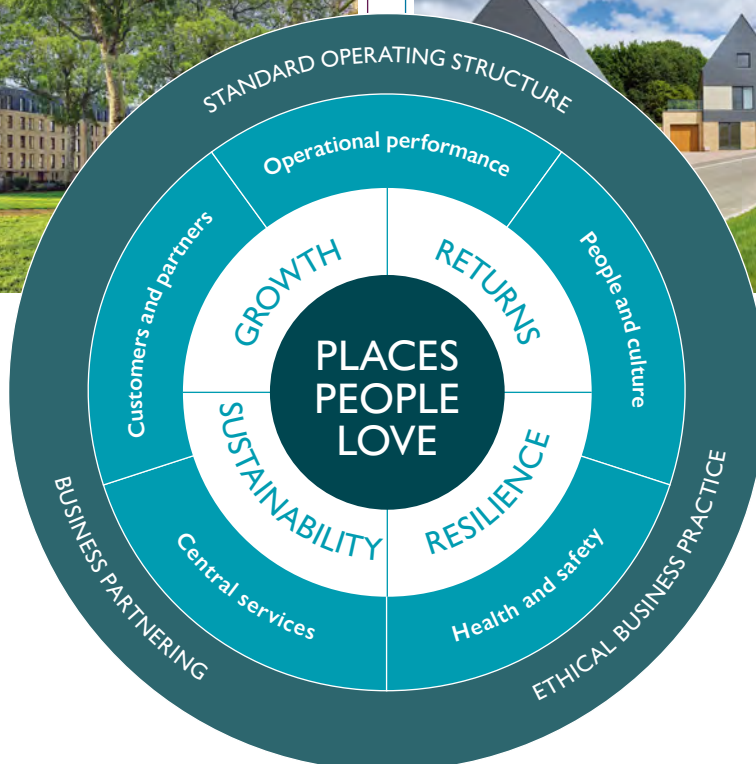 STANDARD OPERATING STRUCTURE
Operational performance
Customers and partners
People and culture
GROWTH
RETURNS
PLACES
PEOPLE
LOVE
SUSTAINABILITY
RESILIENCE
Central services
Health and safety
BUSINESS PARTNERING
ETHICAL BUSINESS PRACTICE